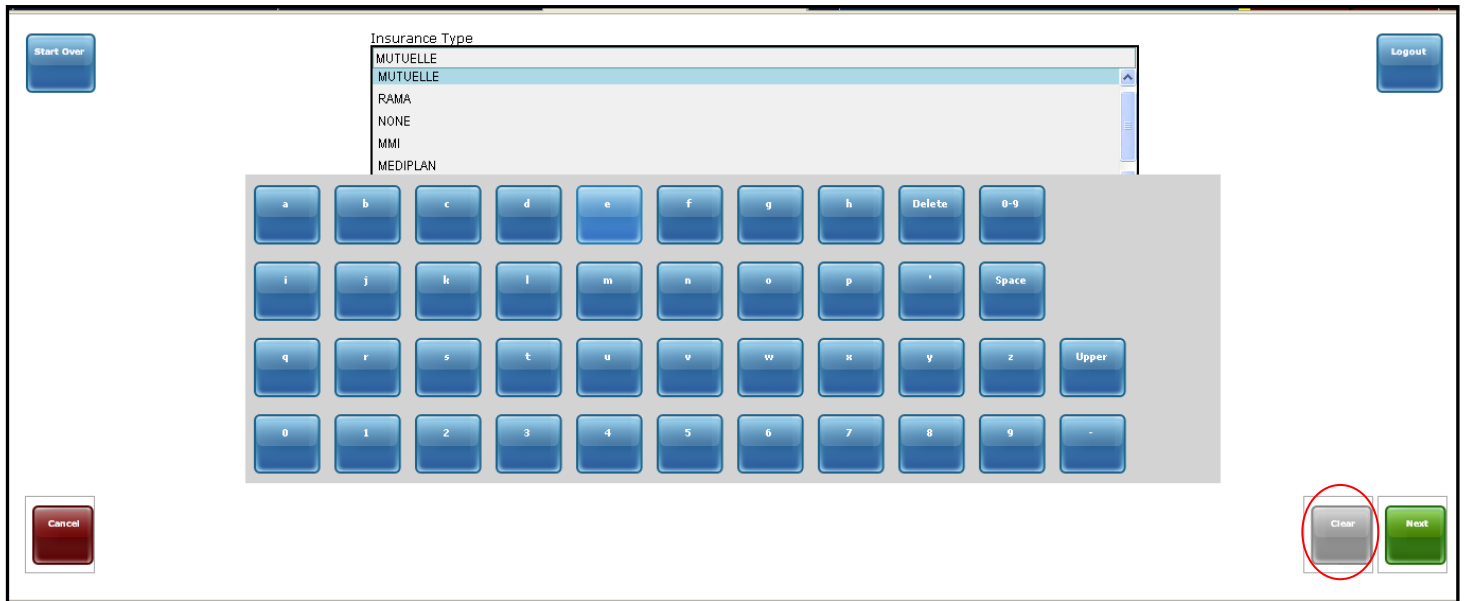 Start Over
Insurance Type
Logout
MUTUELLE
MUTUELLE
RAMA
NONE
MMI
MEDIPLAN
a b c d e f g h Delete 0-9
i j k l m n o p ' Space
q r s t u v w x y z Upper
0 1 2 3 4 5 6 7 8 9 -
Cancel
Clear
Next